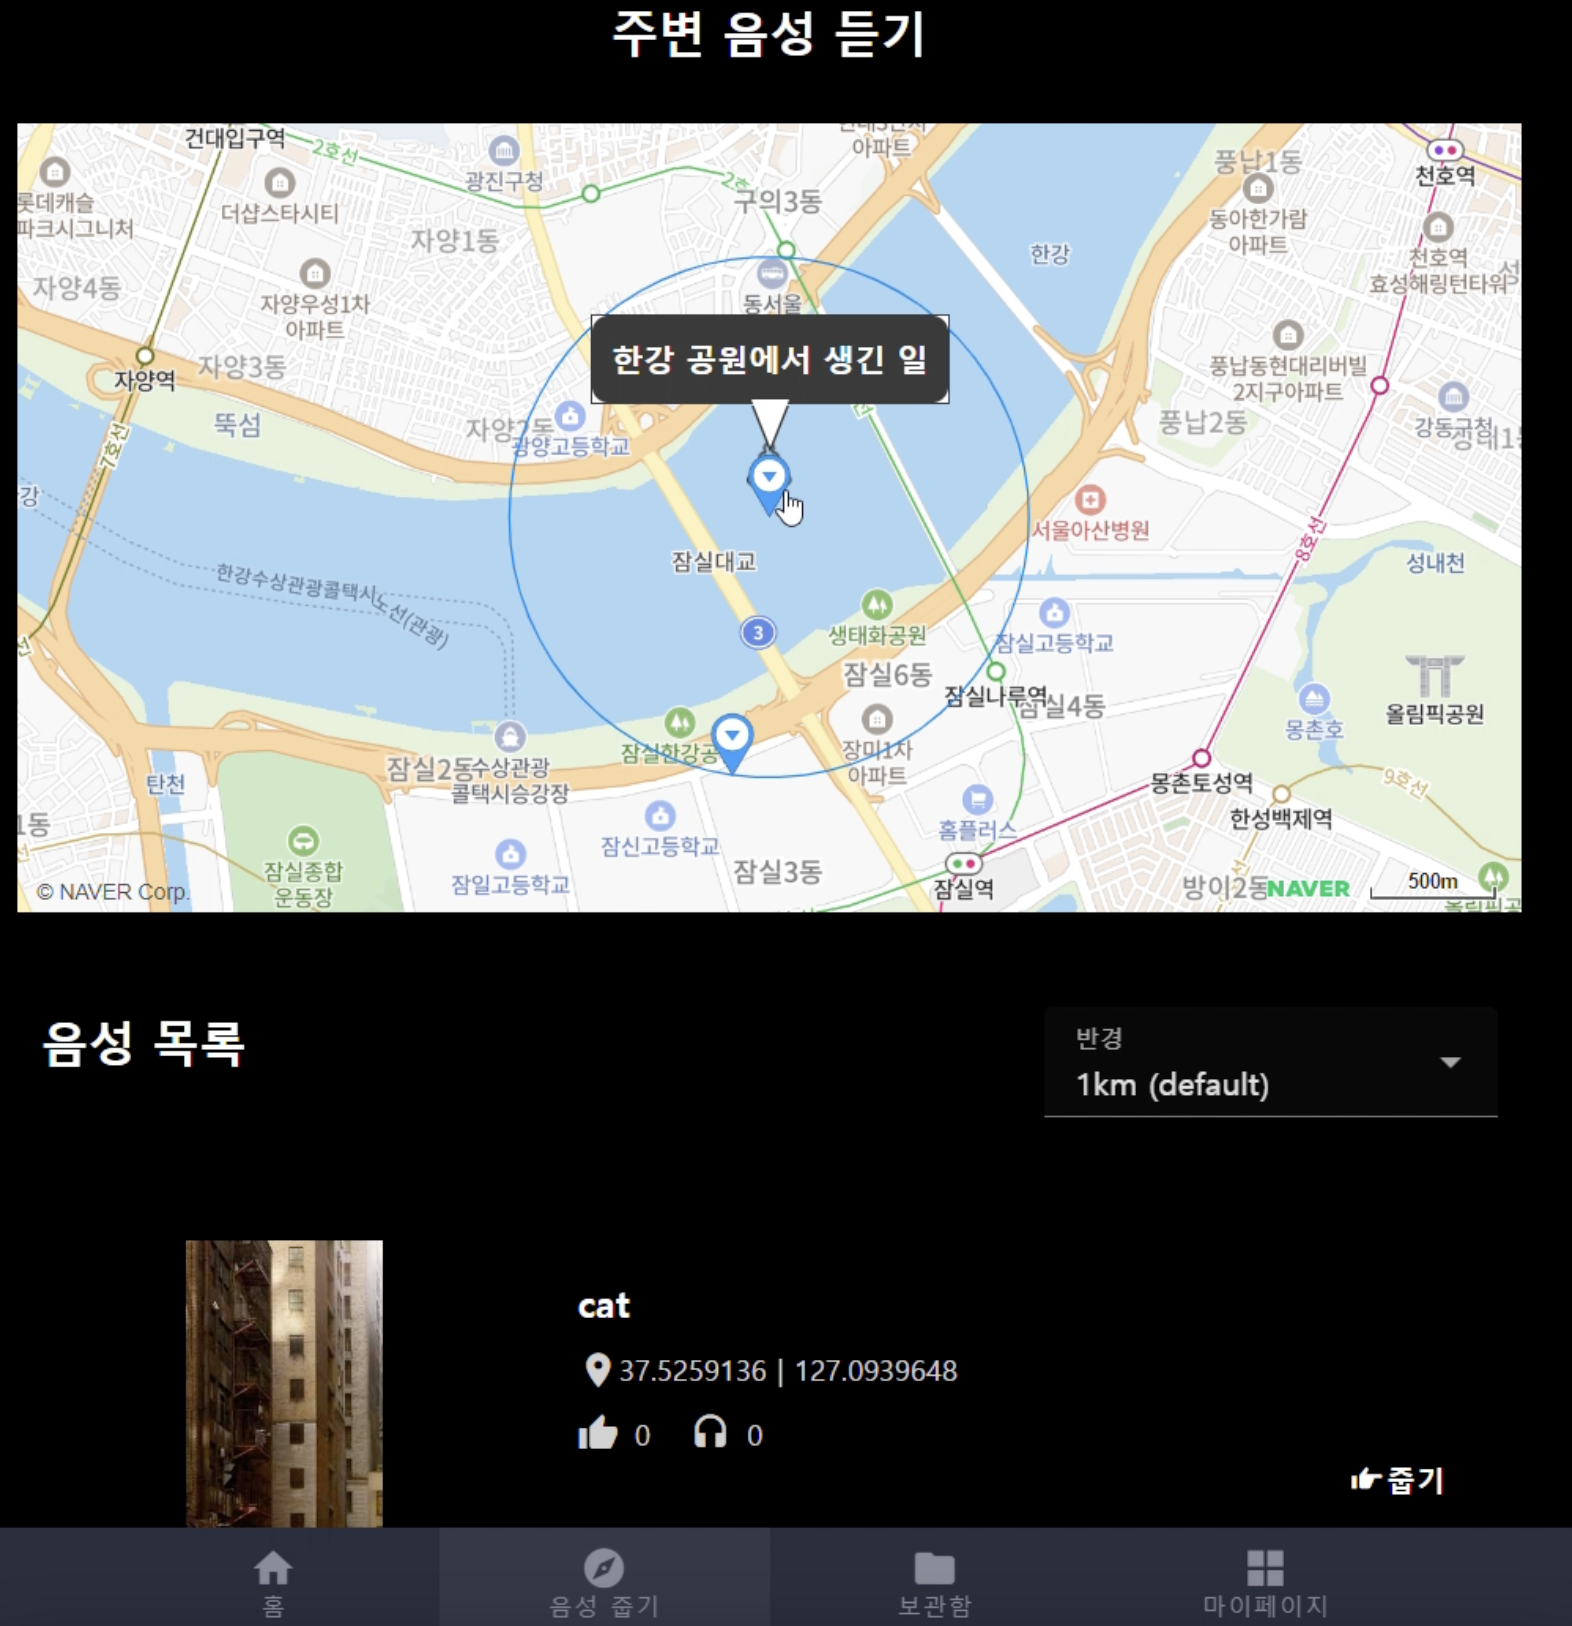 주변 음성 듣기
건대입구역
2호선
광진구청
아파트
구의3동
풍납1동
천호역
롯데캐슬
파크시그니처
더샵스타시티
자양1동
한강
동아한가람
아파트
천호역
효성해링턴타워
자양4동
자양우성1차
아파트
동서울
한강 공원에서 생긴 일
자양역
자양3동
풍납동현대리버빌
2지구아파트
뚝섬
자양2동
광양고등학교
풍납2동
강동구청
7호선
강
서울아산병원
8호선
잠실대교
성내천
한강수상관광콜택시노선(관광)
3
생태화공원
잠실고등학교
잠실6동
잠실나루역
잠실4동
올림픽공원
몽촌호
잠실한강공
장미1차
아파트
잠실2동
수상관광
콜택시승강장
탄천
몽촌토성역
9호선
한성백제역
1동
홈플러스
잠신고등학교
잠실종합
운동장
잠일고등학교
잠실3동
잠실역
방이2동
NAVER
500m
© NAVER Corp.
음성 목록
반경
1km (default)
cat
37.5259136 | 127.0939648
0 0
줍기
홈
음성 줍기
보관함
마이페이지